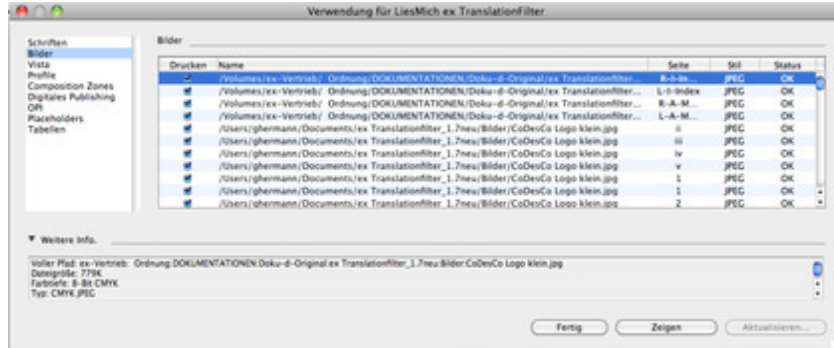 Verwendung für LiesMich ex TranslationFilter
Schriften
Bilder
Vista
Profile
Composition Zones
Digitales Publishing
OPI
Placeholders
Tabellen
Bilder
Drucken Name Seite Stil Status
/Volumes/ex-Vertrieb/ Ordnung/DOKUMENTATIONEN/Doku-d-Original/ex Translationfilter... R-I-In... JPEG OK
/Volumes/ex-Vertrieb/ Ordnung/DOKUMENTATIONEN/Doku-d-Original/ex Translationfilter... L-I-Index JPEG OK
/Volumes/ex-Vertrieb/ Ordnung/DOKUMENTATIONEN/Doku-d-Original/ex Translationfilter... R-A-M... JPEG OK
/Volumes/ex-Vertrieb/ Ordnung/DOKUMENTATIONEN/Doku-d-Original/ex Translationfilter... L-A-M... JPEG OK
/Users/ghermann/Documents/ex Translationfilter_1.7neu/Bilder/CoDesCo Logo klein.jpg ii JPEG OK
/Users/ghermann/Documents/ex Translationfilter_1.7neu/Bilder/CoDesCo Logo klein.jpg iii JPEG OK
/Users/ghermann/Documents/ex Translationfilter_1.7neu/Bilder/CoDesCo Logo klein.jpg iv JPEG OK
/Users/ghermann/Documents/ex Translationfilter_1.7neu/Bilder/CoDesCo Logo klein.jpg v JPEG OK
/Users/ghermann/Documents/ex Translationfilter_1.7neu/Bilder/CoDesCo Logo klein.jpg 1 JPEG OK
/Users/ghermann/Documents/ex Translationfilter_1.7neu/Bilder/CoDesCo Logo klein.jpg 1 JPEG OK
/Users/ghermann/Documents/ex Translationfilter_1.7neu/Bilder/CoDesCo Logo klein.jpg 2 JPEG OK
Weitere Info.
Voller Pfad: ex-Vertrieb: Ordnung:DOKUMENTATIONEN:Doku-d-Original:ex Translationfilter_1.7neu:Bilder:CoDesCo Logo klein.jpg
Dateigröße: 779K
Farbtiefe: 8-Bit CMYK
Typ: CMYK JPEG
Fertig Zeigen Aktualisieren...